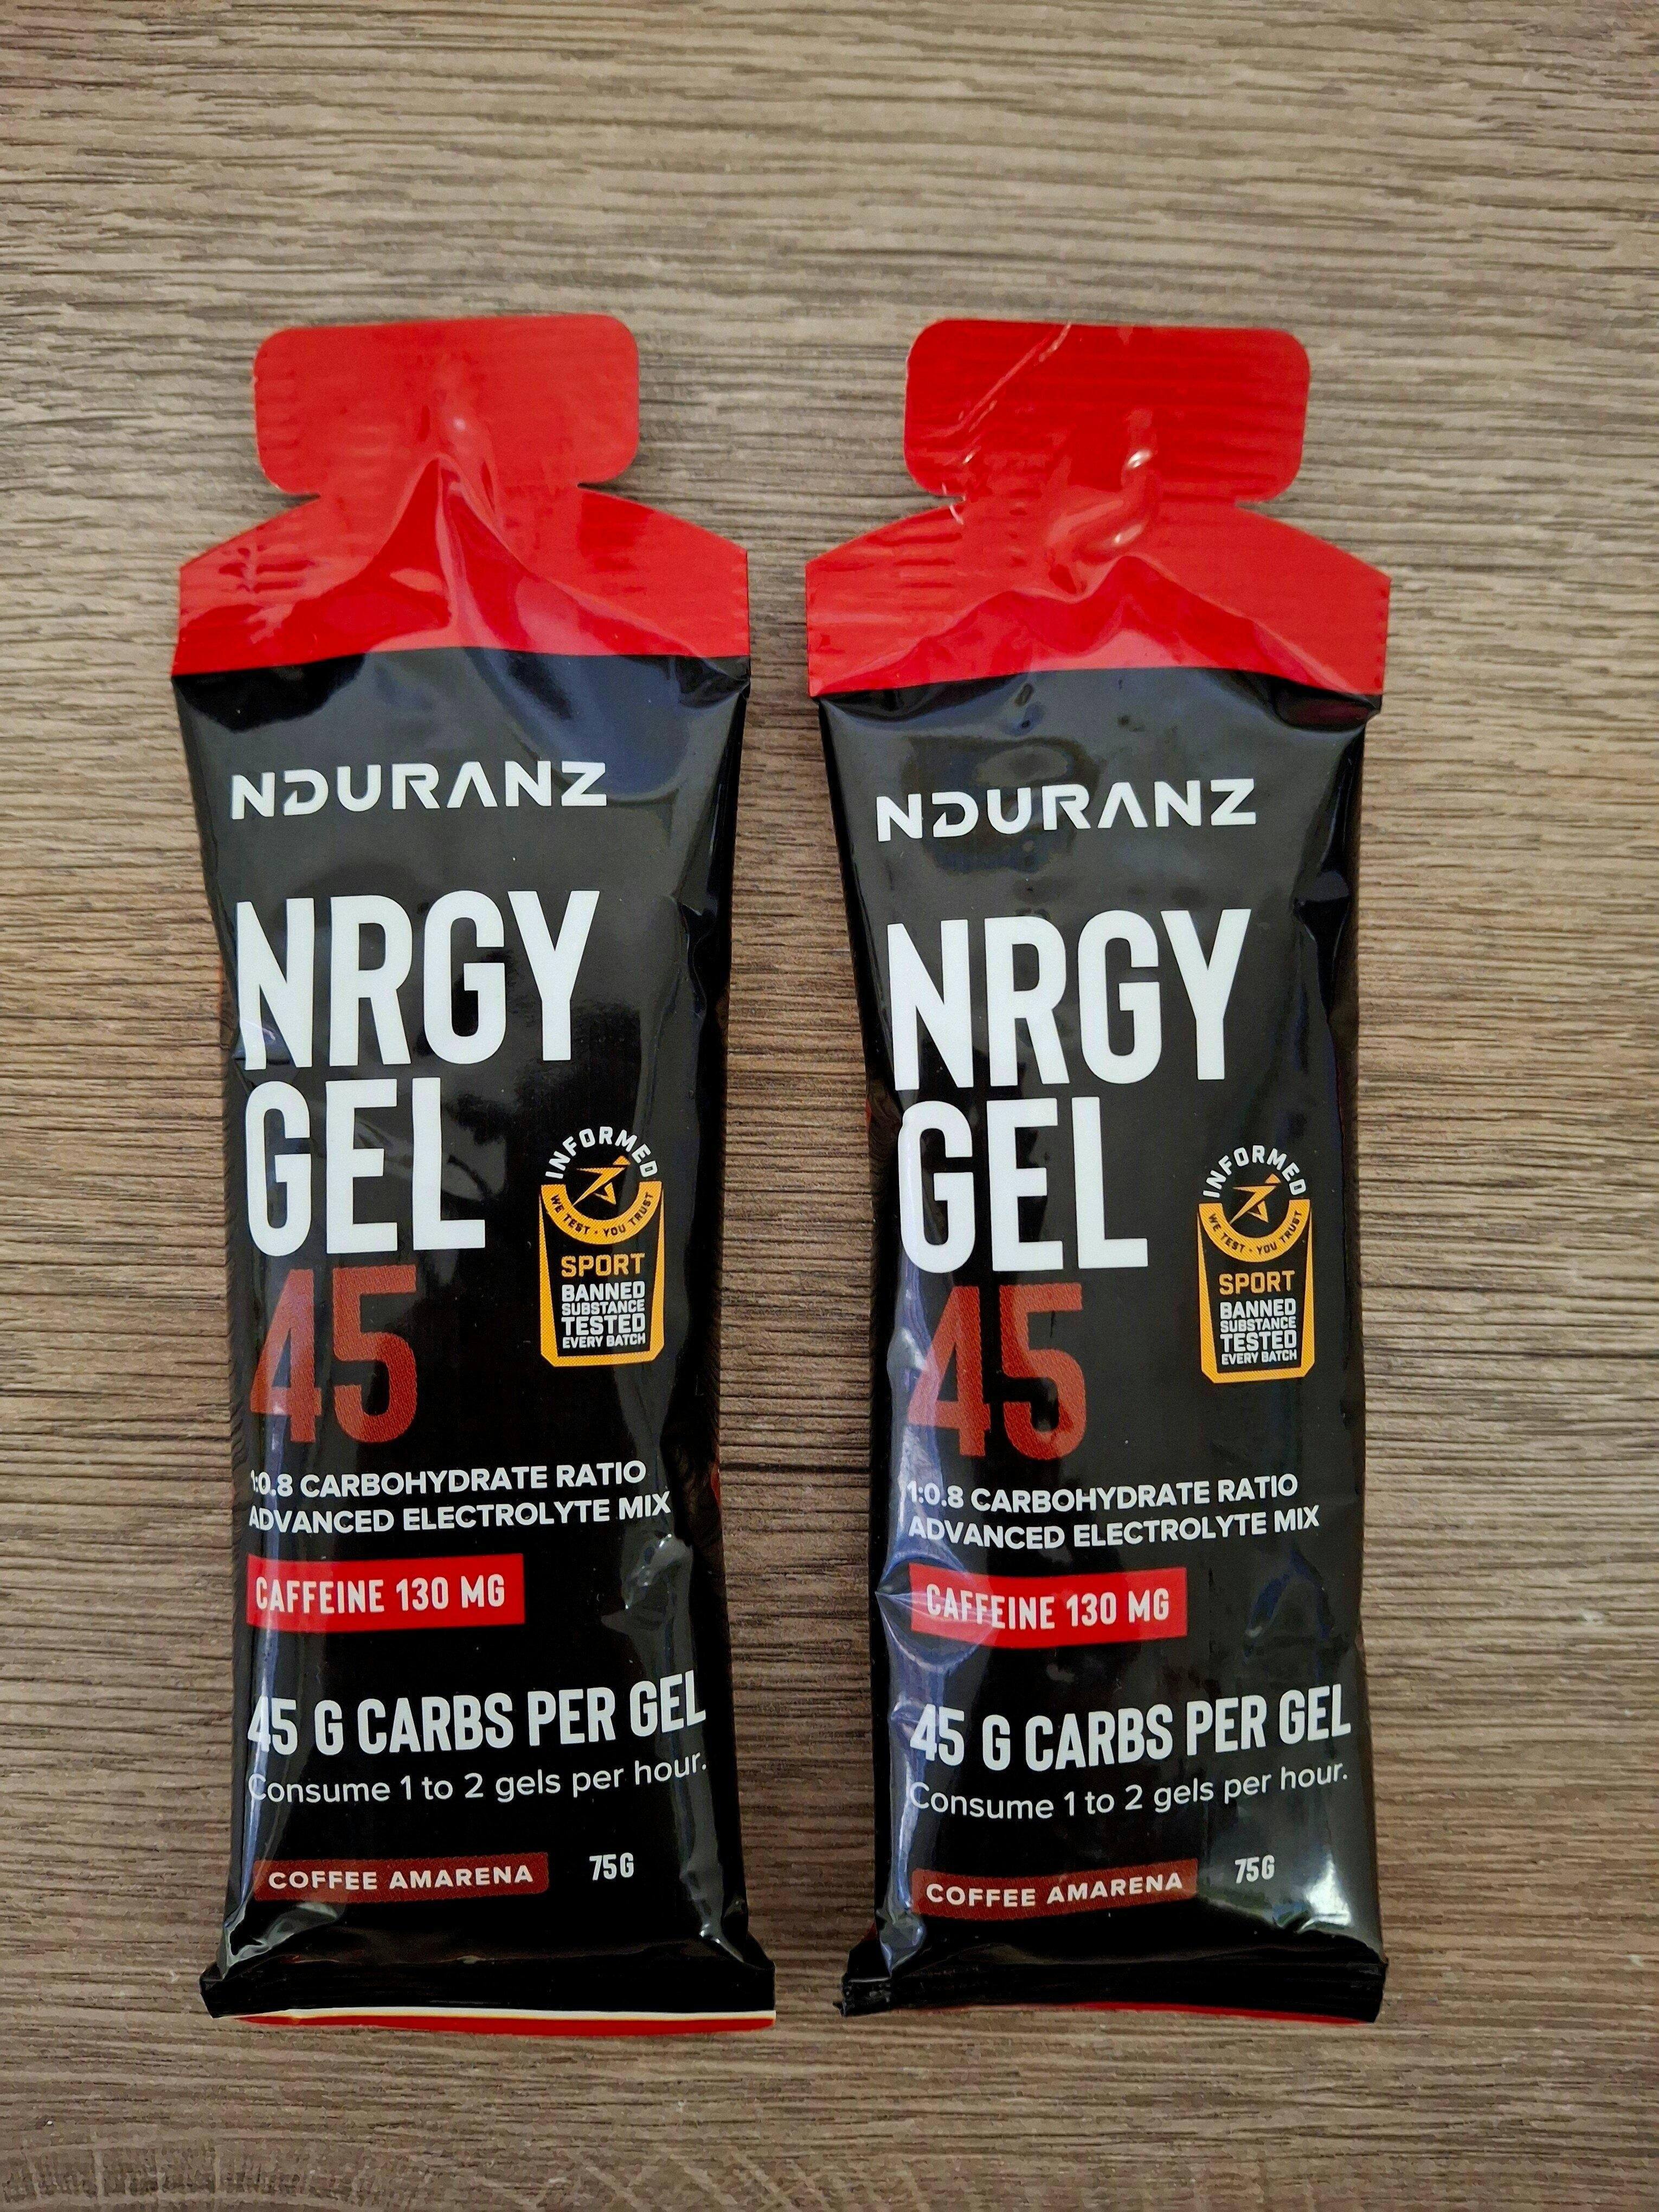 NDURANZ
NRGY
GEL
45
INFORMED
WE TEST · YOU TRUST
SPORT
BANNED
SUBSTANCE
TESTED
EVERY BATCH
1:0.8 CARBOHYDRATE RATIO
ADVANCED ELECTROLYTE MIX
CAFFEINE 130 MG
45 G CARBS PER GEL
Consume 1 to 2 gels per hour.
COFFEE AMARENA
75G
NDURANZ
NRGY
GEL
45
INFORMED
WE TEST · YOU TRUST
SPORT
BANNED
SUBSTANCE
TESTED
EVERY BATCH
1:0.8 CARBOHYDRATE RATIO
ADVANCED ELECTROLYTE MIX
CAFFEINE 130 MG
45 G CARBS PER GEL
Consume 1 to 2 gels per hour.
COFFEE AMARENA
75G